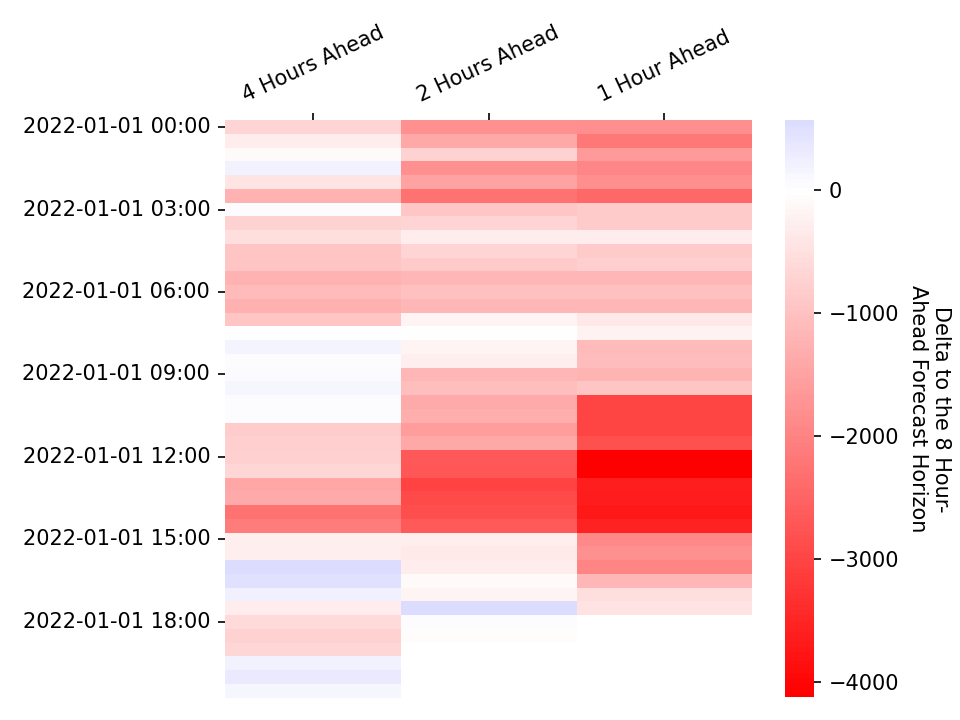 4 Hours Ahead
2 Hours Ahead
1 Hour Ahead
2022-01-01 00:00
2022-01-01 03:00
2022-01-01 06:00
2022-01-01 09:00
2022-01-01 12:00
2022-01-01 15:00
2022-01-01 18:00
0
−1000
−2000
−3000
−4000
Delta to the 8 Hour-
Ahead Forecast Horizon